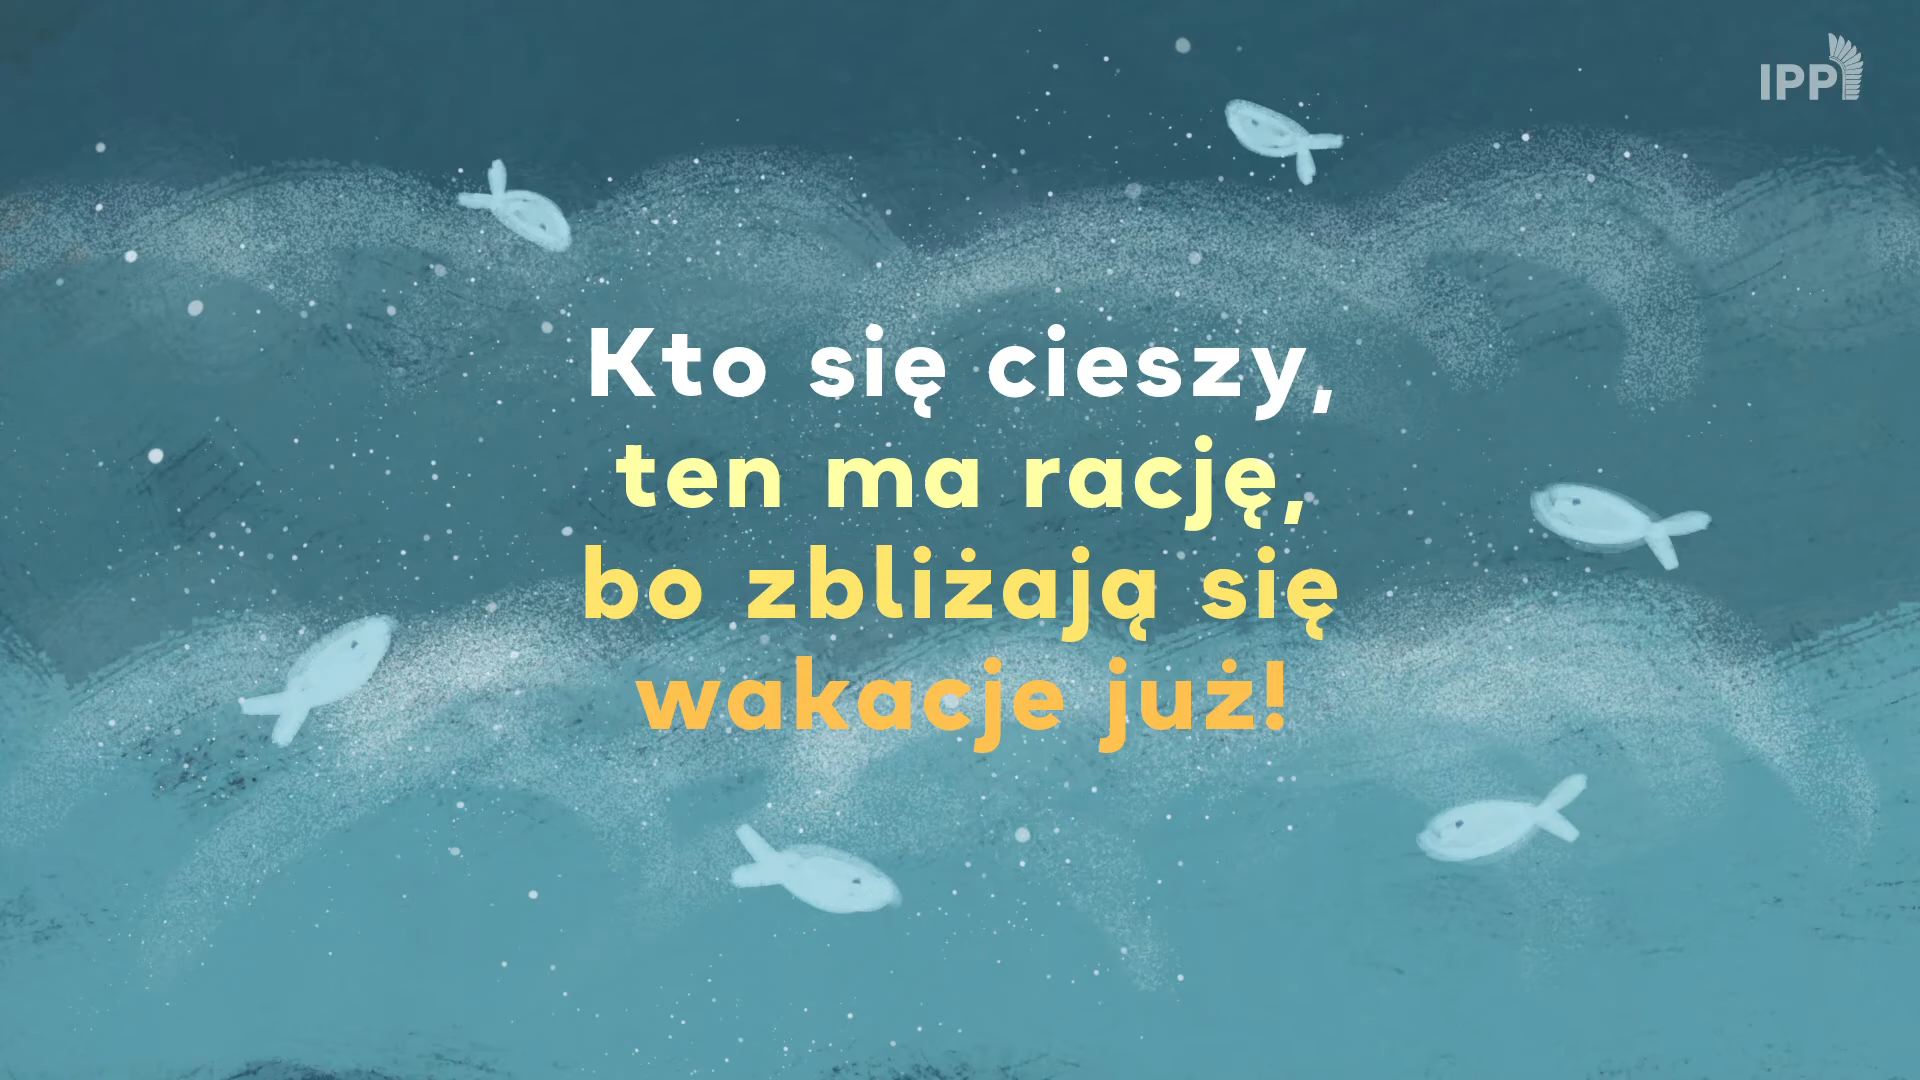 IPP
Kto się cieszy,
ten ma rację,
bo zbliżają się
wakacje już!